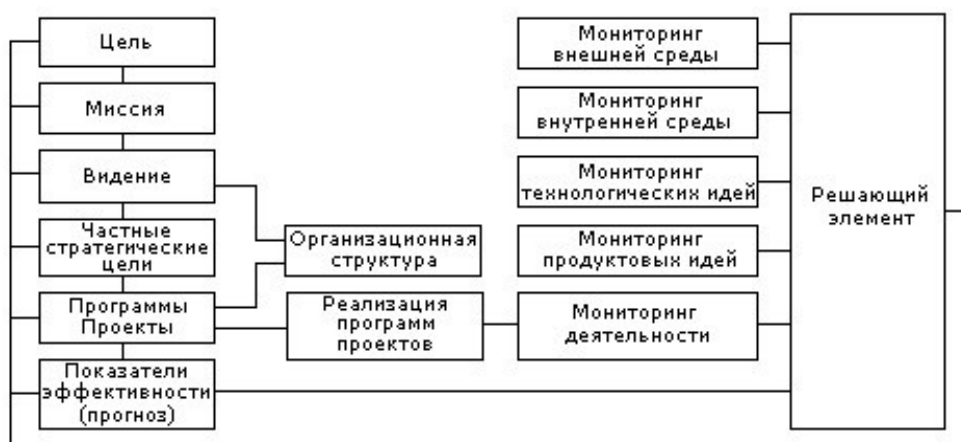 Цель
Миссия
Видение
Частные
стратегические
цели
Программы
Проекты
Показатели
эффективности
(прогноз)
Организационная
структура
Реализация
программ
проектов
Мониторинг
внешней среды
Мониторинг
внутренней среды
Мониторинг
технологических идей
Мониторинг
продуктовых идей
Мониторинг
деятельности
Решающий
элемент